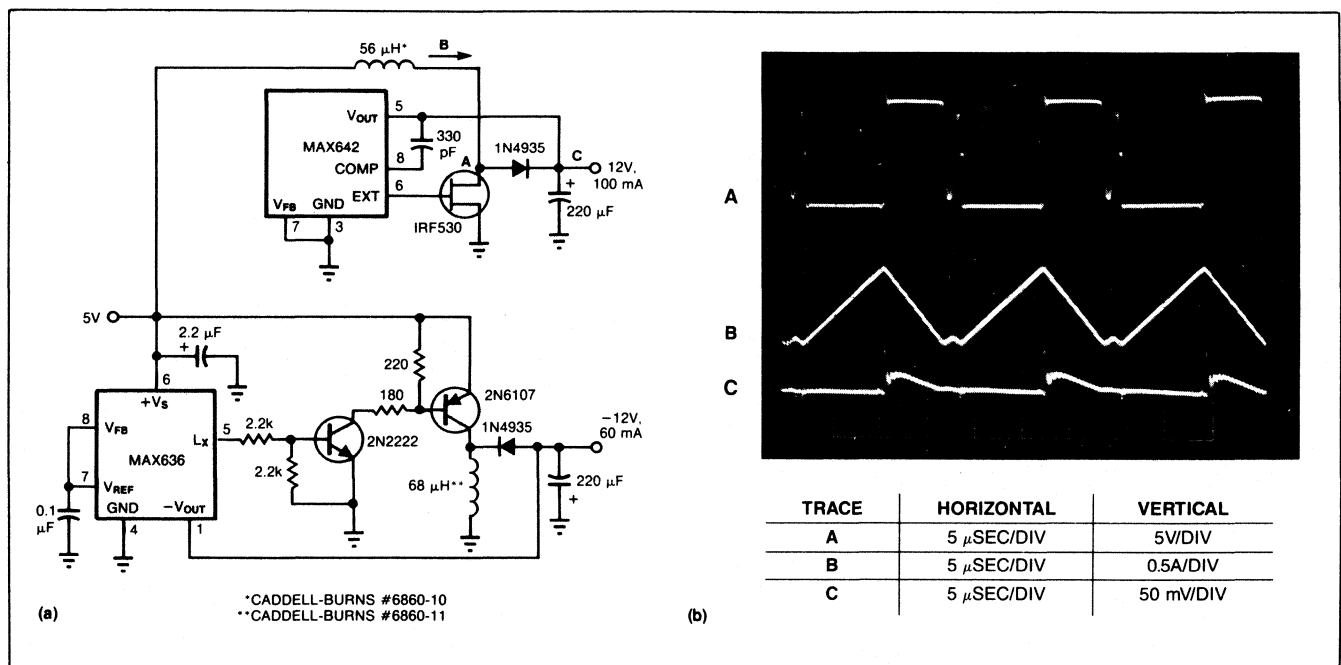 56 μH*
B
VOUT
5
MAX642
330
pF
COMP
8
EXT
6
VFB
GND
7
3
A
1N4935
C
12V,
100 mA
+
220 μF
IRF530
5V
2.2 μF
+
6
+VS
8
VFB
MAX636
LX
5
2.2k
2.2k
2N2222
180
220
2N6107
1N4935
−12V,
60 mA
68 μH**
220 μF
+
7
VREF
GND
−VOUT
0.1
μF
4
1
*CADDELL-BURNS #6860-10
**CADDELL-BURNS #6860-11
(a)
A
B
C
TRACE HORIZONTAL VERTICAL
A 5 μSEC/DIV 5V/DIV
B 5 μSEC/DIV 0.5A/DIV
C 5 μSEC/DIV 50 mV/DIV
(b)